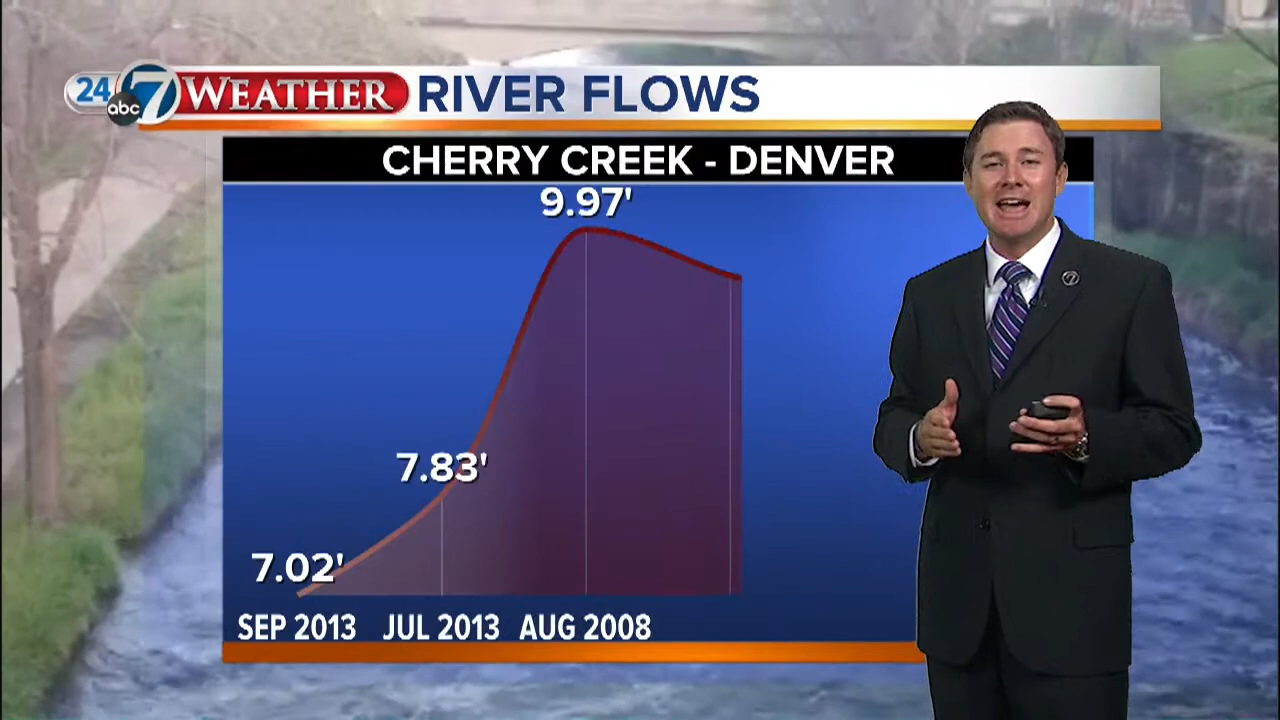 24
7
abc
WEATHER
RIVER FLOWS
CHERRY CREEK - DENVER
9.97'
7.83'
7.02'
SEP 2013 JUL 2013 AUG 2008
7